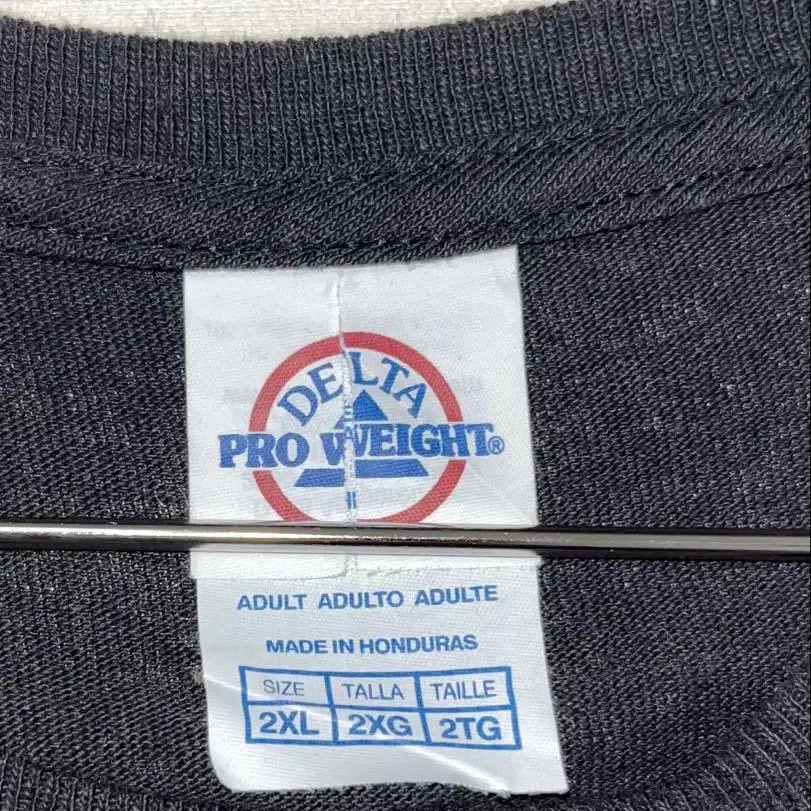 DELTA
PRO WEIGHT®
ADULT ADULTO ADULTE
MADE IN HONDURAS
SIZE TALLA TAILLE
2XL 2XG 2TG